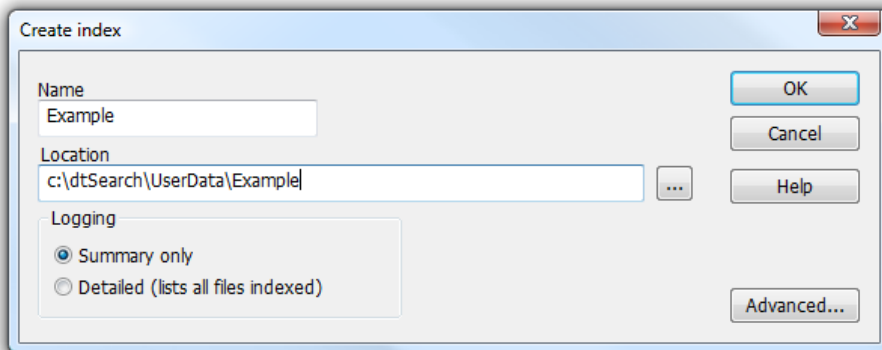 Create index
Name
Example
OK
Cancel
Location
c:\dtSearch\UserData\Example
...
Help
Logging
Summary only
Detailed (lists all files indexed)
Advanced...